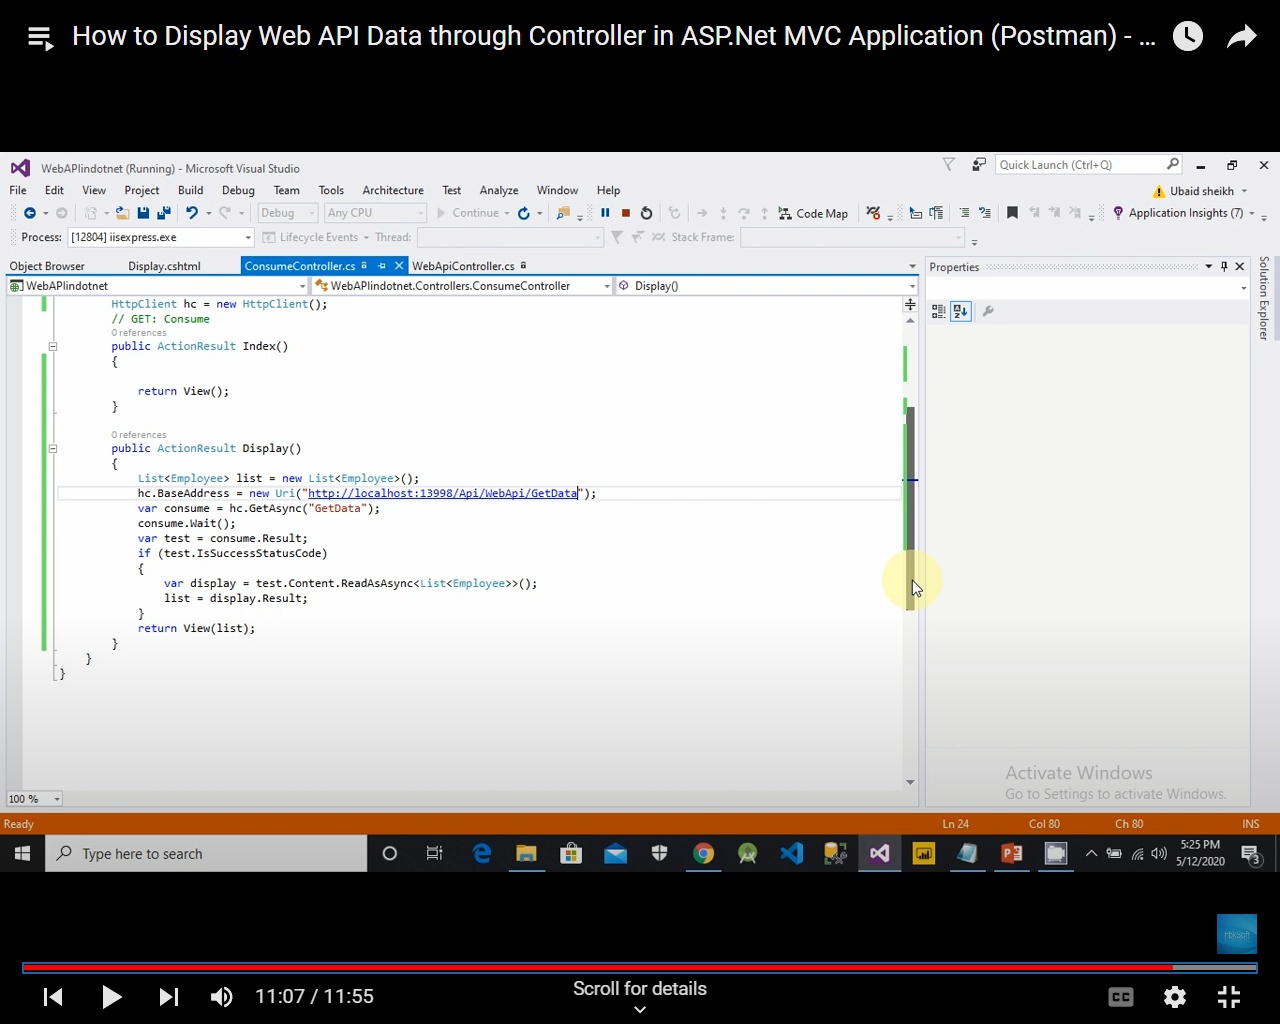 How to Display Web API Data through Controller in ASP.Net MVC Application (Postman) - ...
WebAPIindotnet (Running) - Microsoft Visual Studio
Quick Launch (Ctrl+Q)
File Edit View Project Build Debug Team Tools Architecture Test Analyze Window Help
Ubaid sheikh
Debug Any CPU Continue Code Map Application Insights (7)
Process: [12804] iisexpress.exe Lifecycle Events Thread: Stack Frame:
Object Browser Display.cshtml ConsumeController.cs WebApiController.cs
Properties
WebAPIindotnet WebAPIindotnet.Controllers.ConsumeController Display()
Solution Explorer
HttpClient hc = new HttpClient();
// GET: Consume
0 references
public ActionResult Index()
{
return View();
}
0 references
public ActionResult Display()
{
List<Employee> list = new List<Employee>();
hc.BaseAddress = new Uri("http://localhost:13998/Api/WebApi/GetData");
var consume = hc.GetAsync("GetData");
consume.Wait();
var test = consume.Result;
if (test.IsSuccessStatusCode)
{
var display = test.Content.ReadAsAsync<List<Employee>>();
list = display.Result;
}
return View(list);
}
}
}
Activate Windows
Go to Settings to activate Windows.
100 %
Ready Ln 24 Col 80 Ch 80 INS
Type here to search
5:25 PM
5/12/2020
3
HbkSoft
11:07 / 11:55
Scroll for details
CC